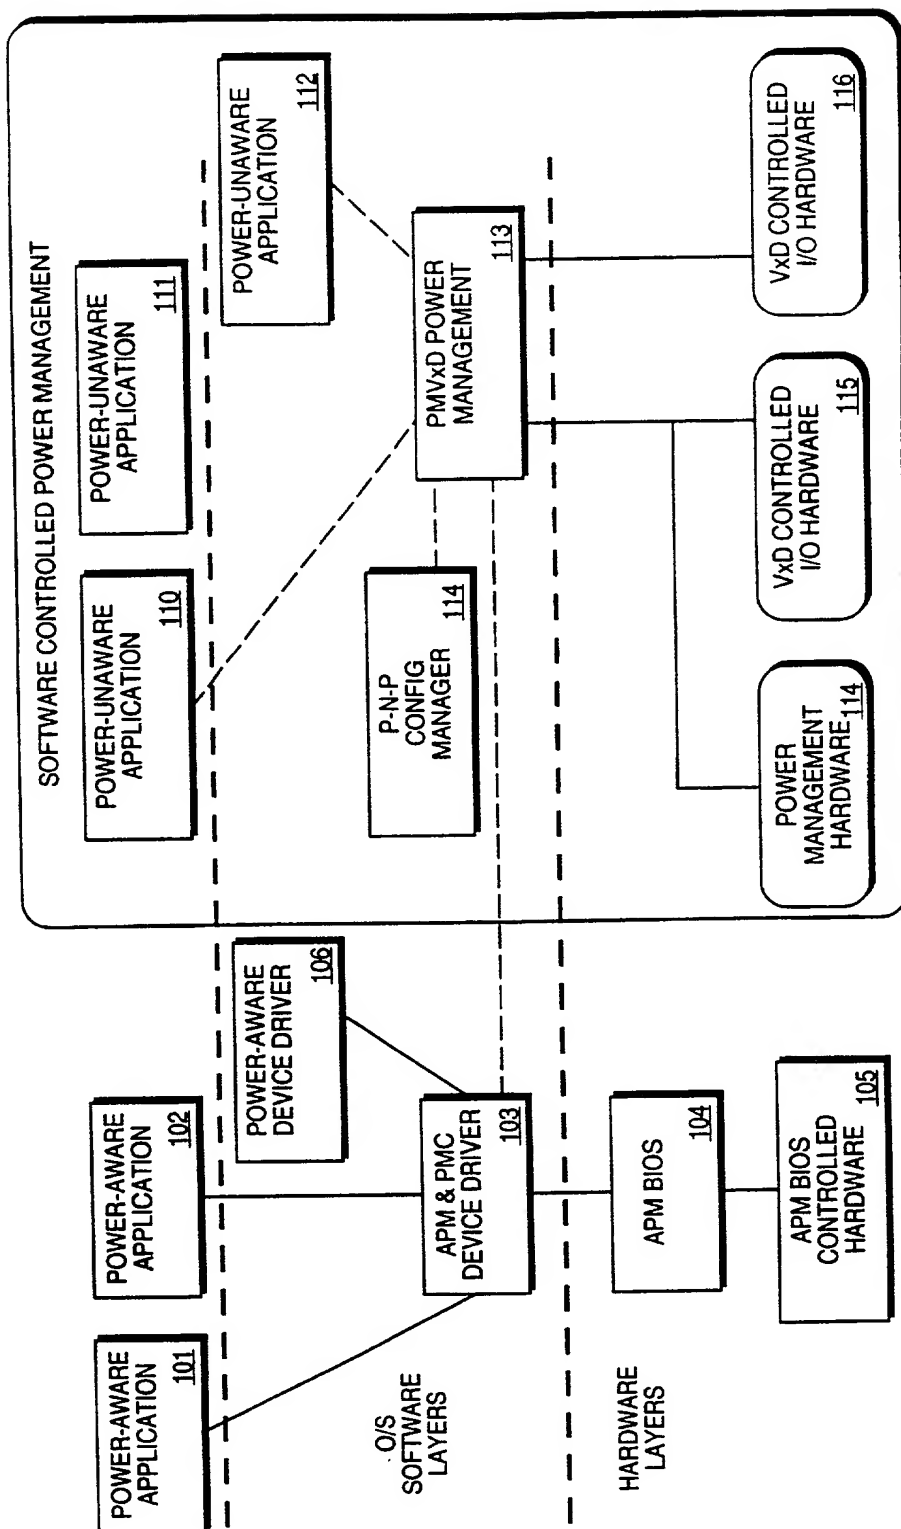 SOFTWARE CONTROLLED POWER MANAGEMENT
POWER-AWARE
APPLICATION
101
POWER-AWARE
APPLICATION
102
POWER-UNAWARE
APPLICATION
110
POWER-UNAWARE
APPLICATION
111
POWER-AWARE
DEVICE DRIVER
106
POWER-UNAWARE
APPLICATION
112
O/S
SOFTWARE
LAYERS
APM & PMC
DEVICE DRIVER
103
P-N-P
CONFIG
MANAGER
114
PMVxD POWER
MANAGEMENT
113
HARDWARE
LAYERS
APM BIOS
104
APM BIOS
CONTROLLED
HARDWARE
105
POWER
MANAGEMENT
HARDWARE
114
VxD CONTROLLED
I/O HARDWARE
115
VxD CONTROLLED
I/O HARDWARE
116